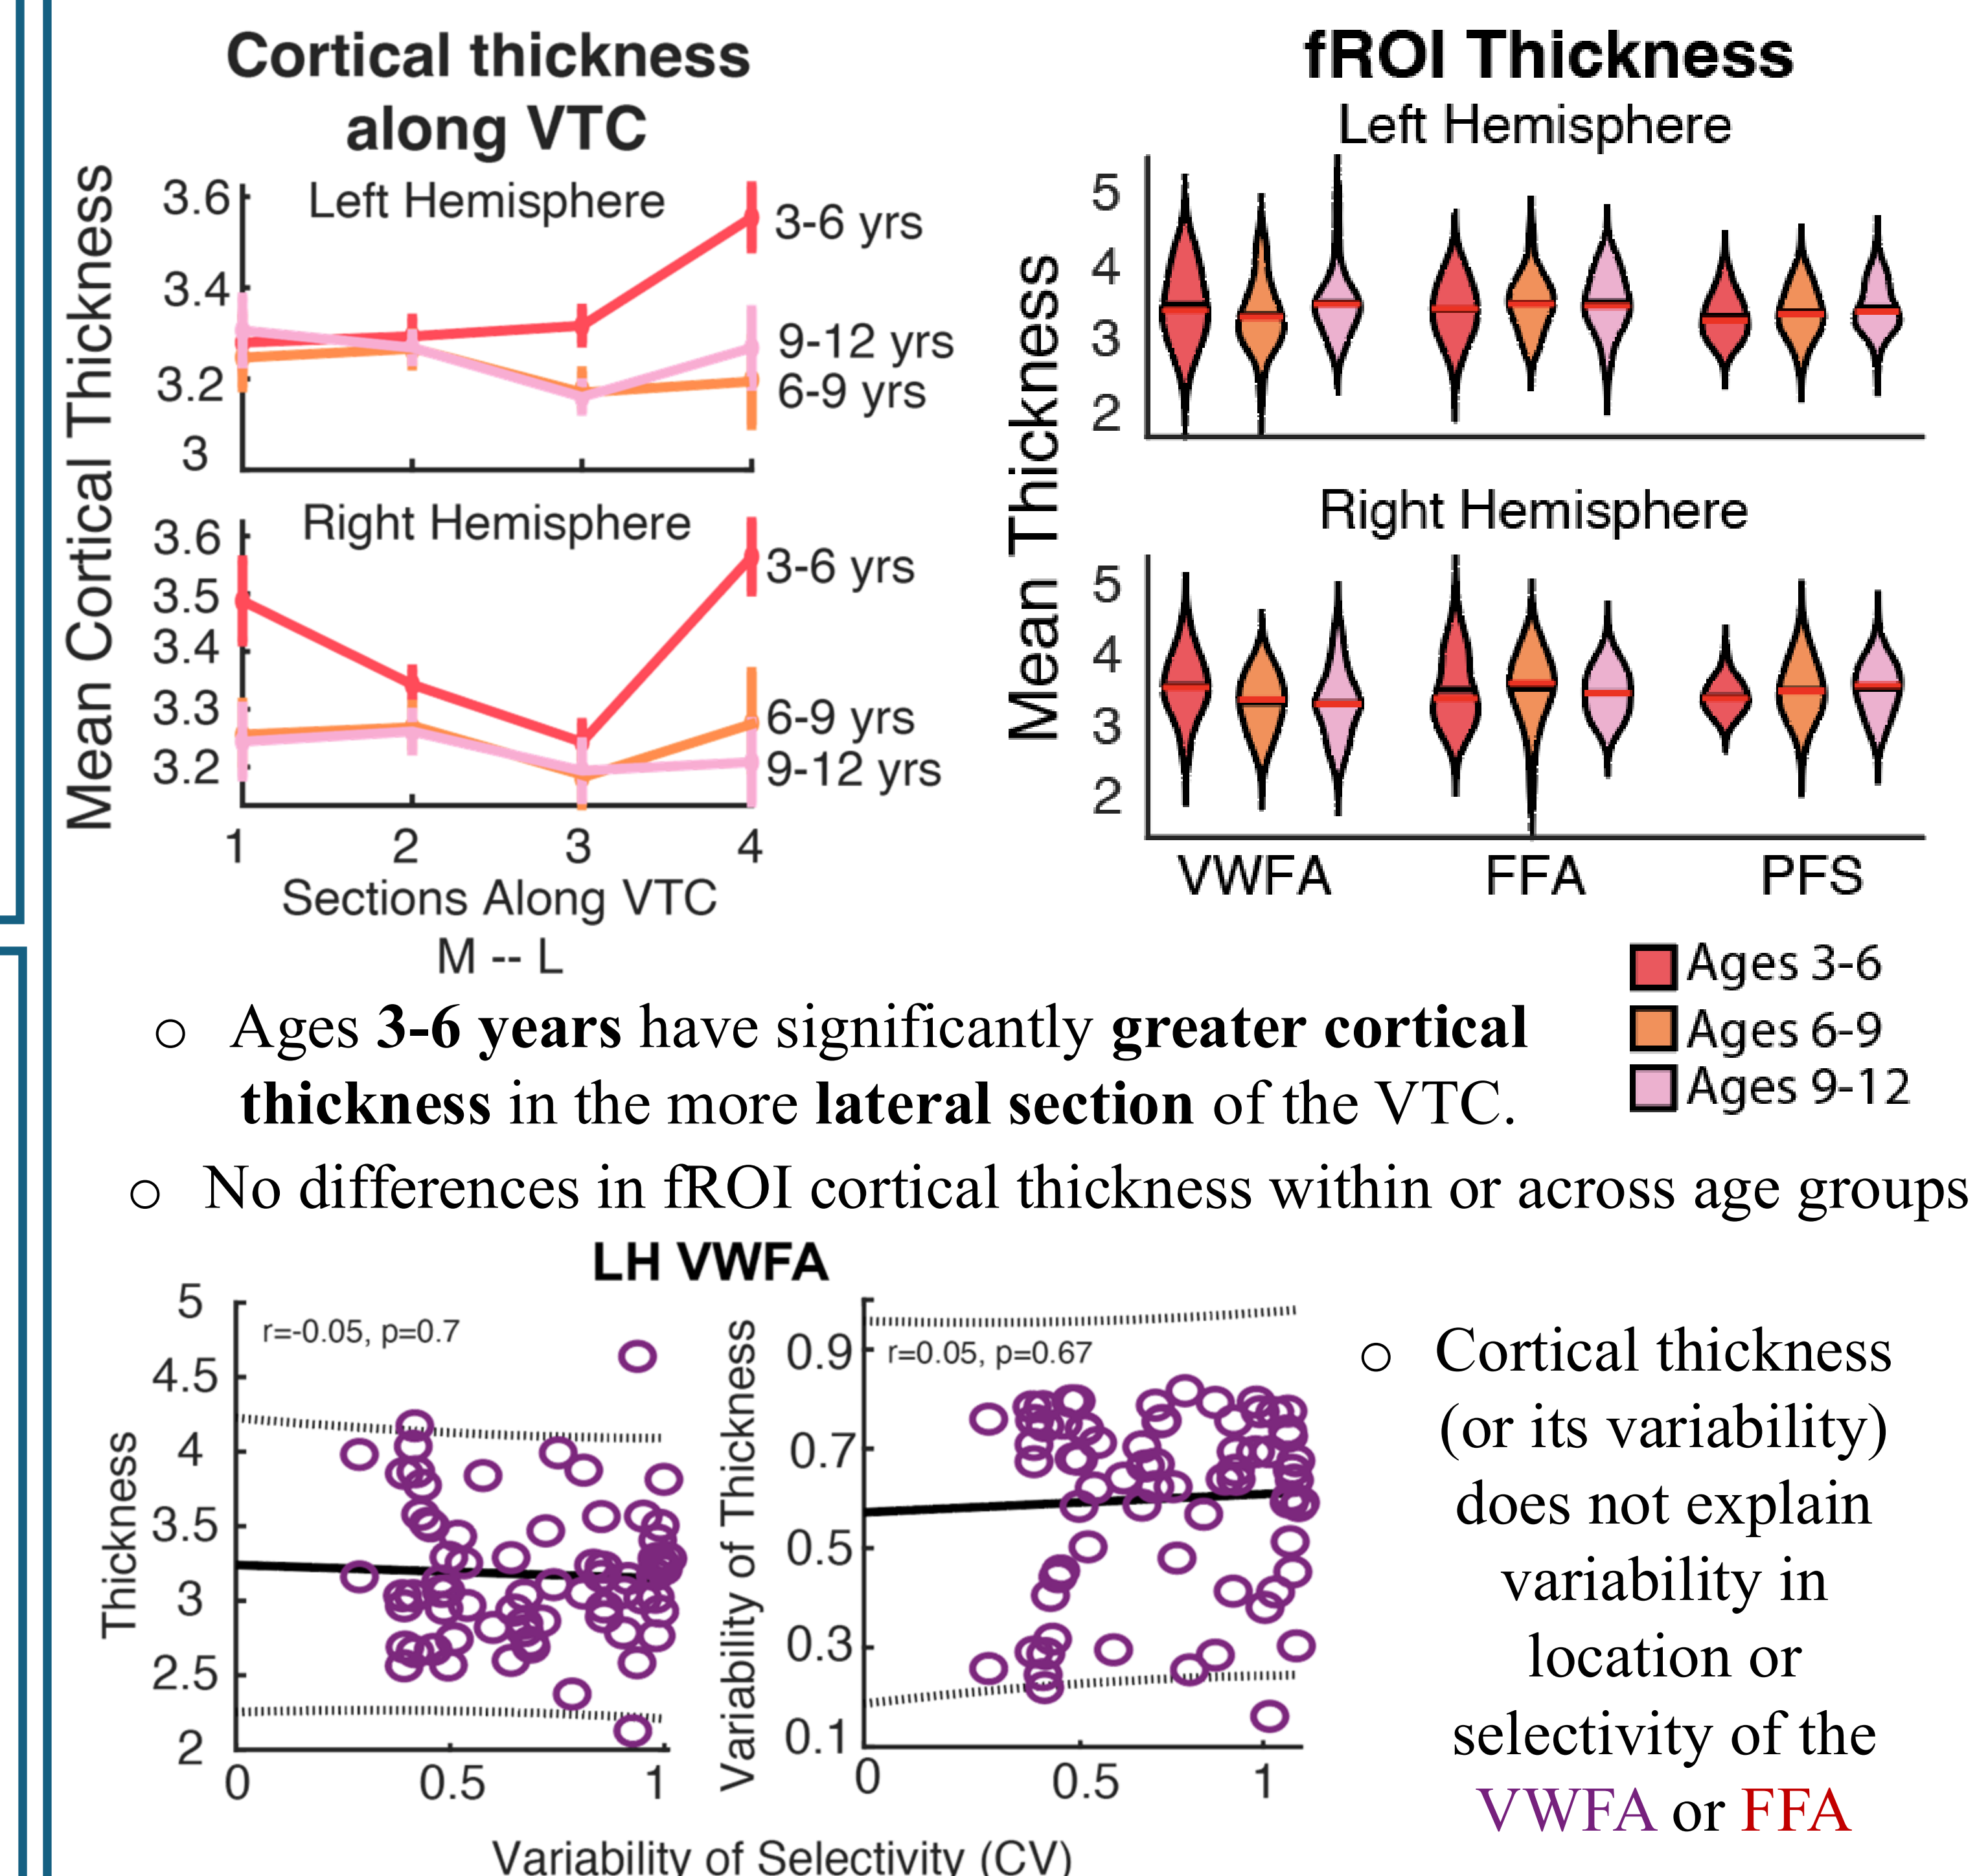 Cortical thickness
along VTC
Mean Cortical Thickness
Left Hemisphere
3.6
3.4
3.2
3
3-6 yrs
9-12 yrs
6-9 yrs
Right Hemisphere
3.6
3.5
3.4
3.3
3.2
3-6 yrs
6-9 yrs
9-12 yrs
1 2 3 4
Sections Along VTC
M -- L
fROI Thickness
Left Hemisphere
Mean Thickness
5
4
3
2
Right Hemisphere
5
4
3
2
VWFA FFA PFS
Ages 3-6
Ages 6-9
Ages 9-12
○ Ages 3-6 years have significantly greater cortical
thickness in the more lateral section of the VTC.
○ No differences in fROI cortical thickness within or across age groups
LH VWFA
Thickness
5
4.5
4
3.5
3
2.5
2
r=-0.05, p=0.7
0 0.5 1
Variability of Thickness
0.9
0.7
0.5
0.3
0.1
r=0.05, p=0.67
0 0.5 1
Variability of Selectivity (CV)
○ Cortical thickness
(or its variability)
does not explain
variability in
location or
selectivity of the
VWFA or FFA